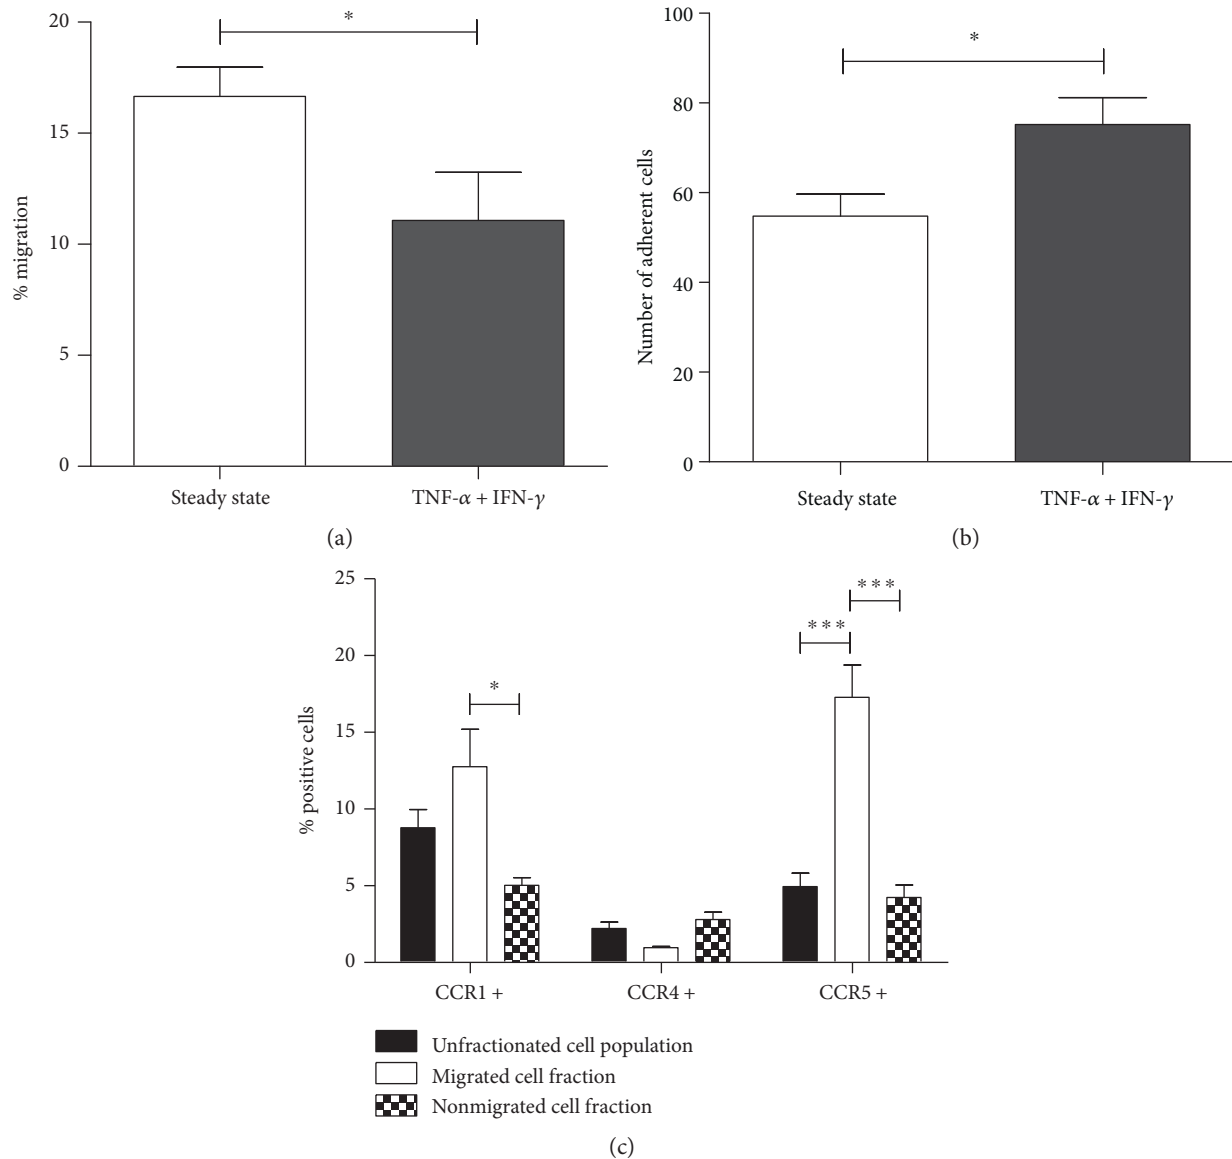 20
15
10
5
0
% migration
*
Steady state
TNF-α + IFN-γ
(a)
100
80
60
40
20
0
Number of adherent cells
*
Steady state
TNF-α + IFN-γ
(b)
25
20
15
10
5
0
% positive cells
*
***
***
CCR1 +
CCR4 +
CCR5 +
Unfractionated cell population
Migrated cell fraction
Nonmigrated cell fraction
(c)